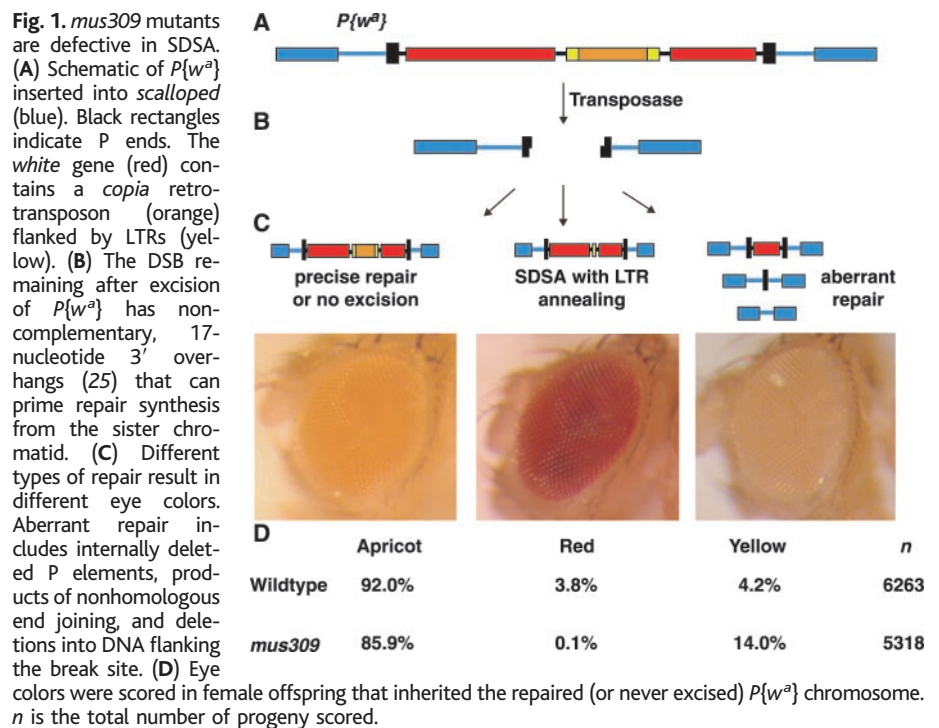 Fig. 1. mus309 mutants
are defective in SDSA.
(A) Schematic of P{wᵃ}
inserted into scalloped
(blue). Black rectangles
indicate P ends. The
white gene (red) con-
tains a copia retro-
transposon (orange)
flanked by LTRs (yel-
low). (B) The DSB re-
maining after excision
of P{wᵃ} has non-
complementary, 17-
nucleotide 3′ over-
hangs (25) that can
prime repair synthesis
from the sister chro-
matid. (C) Different
types of repair result in
different eye colors.
Aberrant repair in-
cludes internally delet-
ed P elements, prod-
ucts of nonhomologous
end joining, and dele-
tions into DNA flanking
the break site. (D) Eye
colors were scored in female offspring that inherited the repaired (or never excised) P{wᵃ} chromosome.
n is the total number of progeny scored.
A
P{wᵃ}
Transposase
B
C
precise repair
or no excision
SDSA with LTR
annealing
aberrant
repair
D
Apricot Red Yellow n
Wildtype 92.0% 3.8% 4.2% 6263
mus309 85.9% 0.1% 14.0% 5318